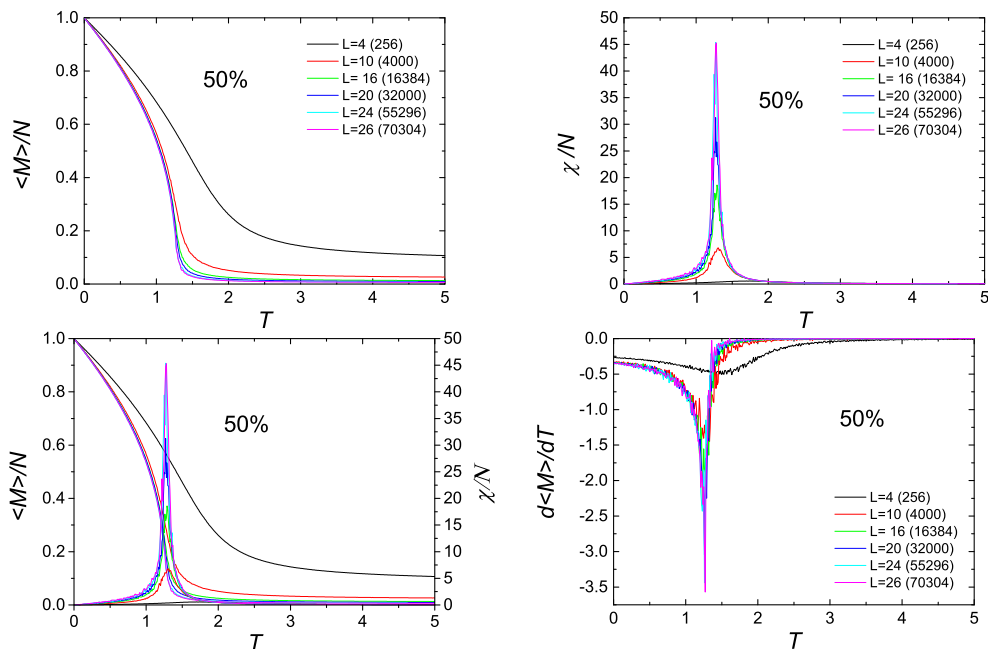 1.0
0.8
0.6
0.4
0.2
0.0
<M>/N
0 1 2 3 4 5
T
50%
L=4 (256)
L=10 (4000)
L= 16 (16384)
L=20 (32000)
L=24 (55296)
L=26 (70304)
50
45
40
35
30
25
20
15
10
5
0
χ/N
0 1 2 3 4 5
T
50%
L=4 (256)
L=10 (4000)
L= 16 (16384)
L=20 (32000)
L=24 (55296)
L=26 (70304)
1.0
0.8
0.6
0.4
0.2
0.0
<M>/N
0 1 2 3 4 5
T
50%
50
45
40
35
30
25
20
15
10
5
0
χ/N
0.0
-0.5
-1.0
-1.5
-2.0
-2.5
-3.0
-3.5
d<M>/dT
0 1 2 3 4 5
T
50%
L=4 (256)
L=10 (4000)
L= 16 (16384)
L=20 (32000)
L=24 (55296)
L=26 (70304)